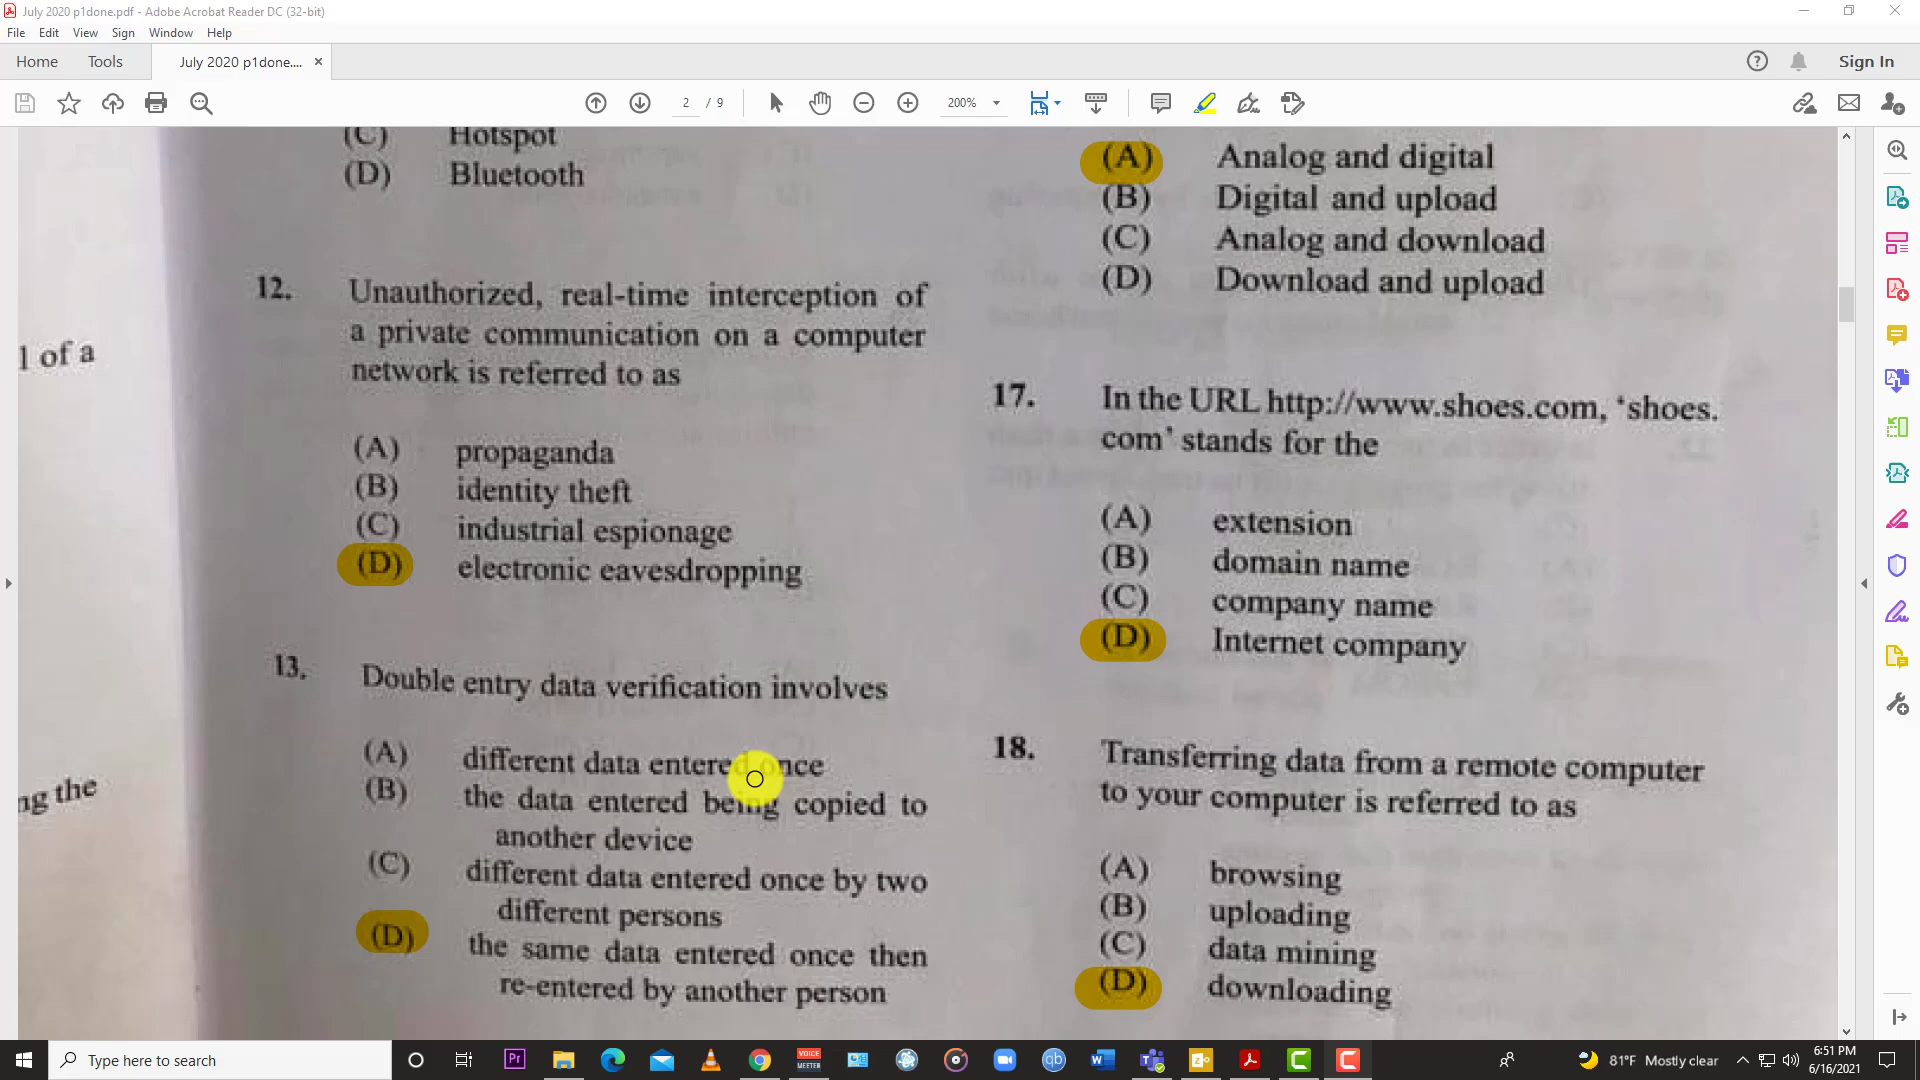 July 2020 p1done.pdf - Adobe Acrobat Reader DC (32-bit)
File Edit View Sign Window Help
Home Tools July 2020 p1done.... × Sign In
2 / 9 200%
(C) Hotspot
(D) Bluetooth
1 of a
ng the
12. Unauthorized, real-time interception of
a private communication on a computer
network is referred to as
(A) propaganda
(B) identity theft
(C) industrial espionage
(D) electronic eavesdropping
13. Double entry data verification involves
(A) different data entered once
(B) the data entered being copied to
another device
(C) different data entered once by two
different persons
(D) the same data entered once then
re-entered by another person
(A) Analog and digital
(B) Digital and upload
(C) Analog and download
(D) Download and upload
17. In the URL http://www.shoes.com, ‘shoes.
com’ stands for the
(A) extension
(B) domain name
(C) company name
(D) Internet company
18. Transferring data from a remote computer
to your computer is referred to as
(A) browsing
(B) uploading
(C) data mining
(D) downloading
Type here to search
Pr
VOICE
MEETER
qb
81°F Mostly clear
6:51 PM
6/16/2021